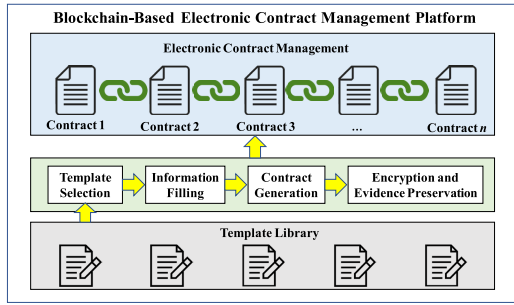 Blockchain-Based Electronic Contract Management Platform
Electronic Contract Management
Contract 1
Contract 2
Contract 3
...
Contract n
Template
Selection
Information
Filling
Contract
Generation
Encryption and
Evidence Preservation
Template Library